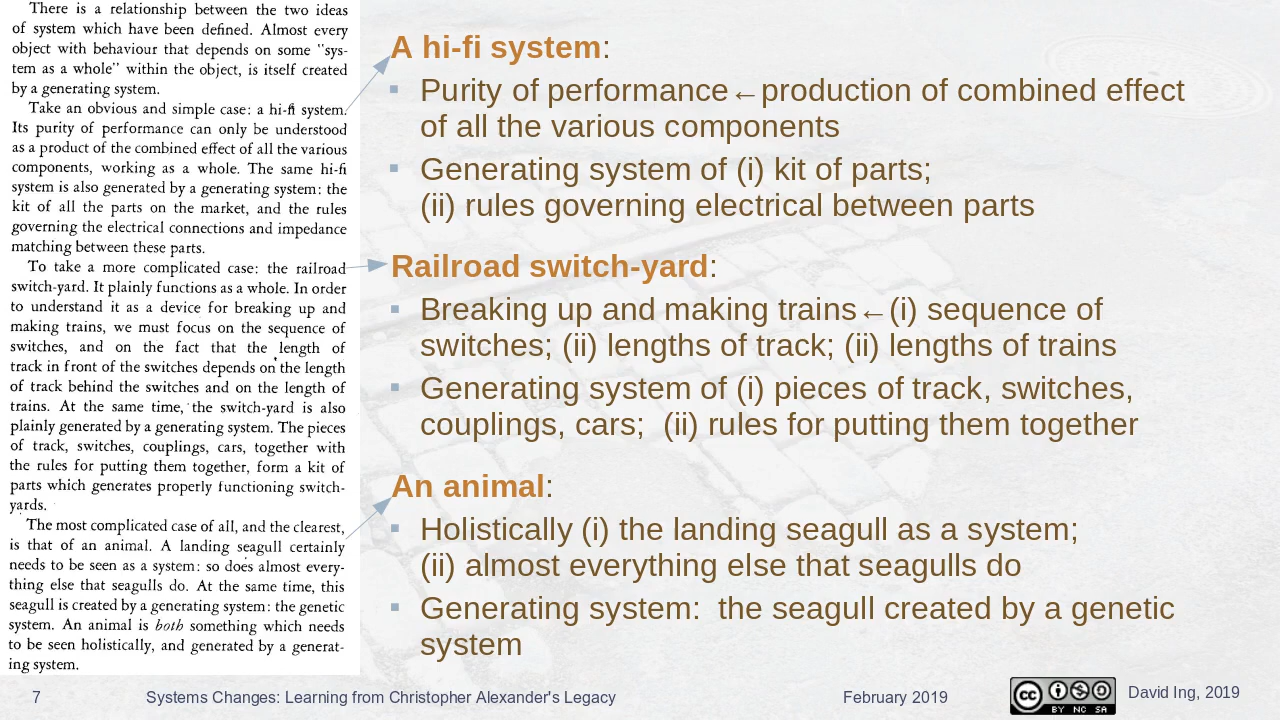 There is a relationship between the two ideas
of system which have been defined. Almost every
object with behaviour that depends on some "sys-
tem as a whole" within the object, is itself created
by a generating system.
Take an obvious and simple case: a hi-fi system.
Its purity of performance can only be understood
as a product of the combined effect of all the various
components, working as a whole. The same hi-fi
system is also generated by a generating system: the
kit of all the parts on the market, and the rules
governing the electrical connections and impedance
matching between these parts.
To take a more complicated case: the railroad
switch-yard. It plainly functions as a whole. In order
to understand it as a device for breaking up and
making trains, we must focus on the sequence of
switches, and on the fact that the length of
track in front of the switches depends on the length
of track behind the switches and on the length of
trains. At the same time, the switch-yard is also
plainly generated by a generating system. The pieces
of track, switches, couplings, cars, together with
the rules for putting them together, form a kit of
parts which generates properly functioning switch-
yards.
The most complicated case of all, and the clearest,
is that of an animal. A landing seagull certainly
needs to be seen as a system: so does almost every-
thing else that seagulls do. At the same time, this
seagull is created by a generating system: the genetic
system. An animal is both something which needs
to be seen holistically, and generated by a generat-
ing system.
A hi-fi system:
▪ Purity of performance←production of combined effect
of all the various components
▪ Generating system of (i) kit of parts;
(ii) rules governing electrical between parts
Railroad switch-yard:
▪ Breaking up and making trains←(i) sequence of
switches; (ii) lengths of track; (ii) lengths of trains
▪ Generating system of (i) pieces of track, switches,
couplings, cars;  (ii) rules for putting them together
An animal:
▪ Holistically (i) the landing seagull as a system;
(ii) almost everything else that seagulls do
▪ Generating system:  the seagull created by a genetic
system
7
Systems Changes: Learning from Christopher Alexander's Legacy
February 2019
cc
BY NC SA
David Ing, 2019